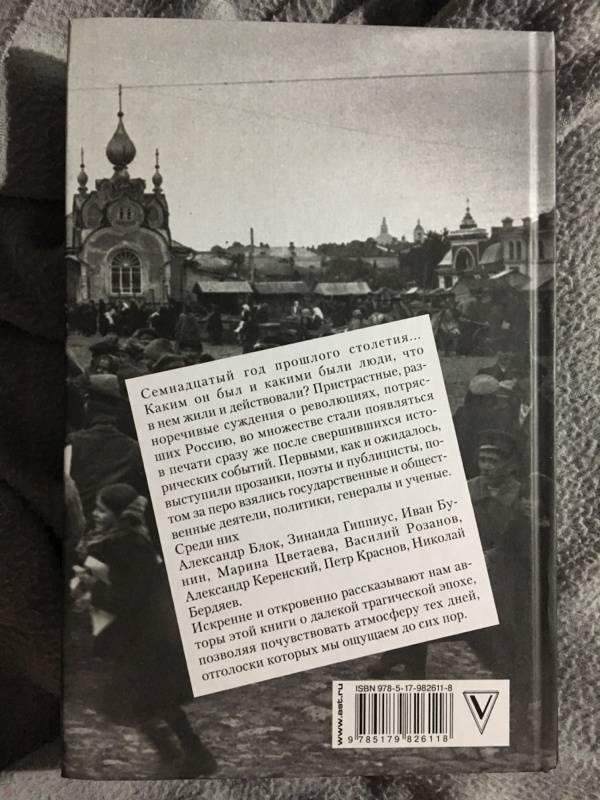 Семнадцатый год прошлого столетия...
Каким он был и какими были люди, что
в нем жили и действовали? Пристрастные, раз-
норечивые суждения о революциях, потряс-
ших Россию, во множестве стали появляться
в печати сразу же после свершившихся исто-
рических событий. Первыми, как и ожидалось,
выступили прозаики, поэты и публицисты, по-
том за перо взялись государственные и общест-
венные деятели, политики, генералы и ученые.
Среди них
Александр Блок, Зинаида Гиппиус, Иван Бу-
нин, Марина Цветаева, Василий Розанов,
Александр Керенский, Петр Краснов, Николай
Бердяев.
Искренне и откровенно рассказывают нам ав-
торы этой книги о далекой трагической эпохе,
позволяя почувствовать атмосферу тех дней,
отголоски которых мы ощущаем до сих пор.
www.ast.ru
ISBN 978-5-17-982611-8
9 785179 826118